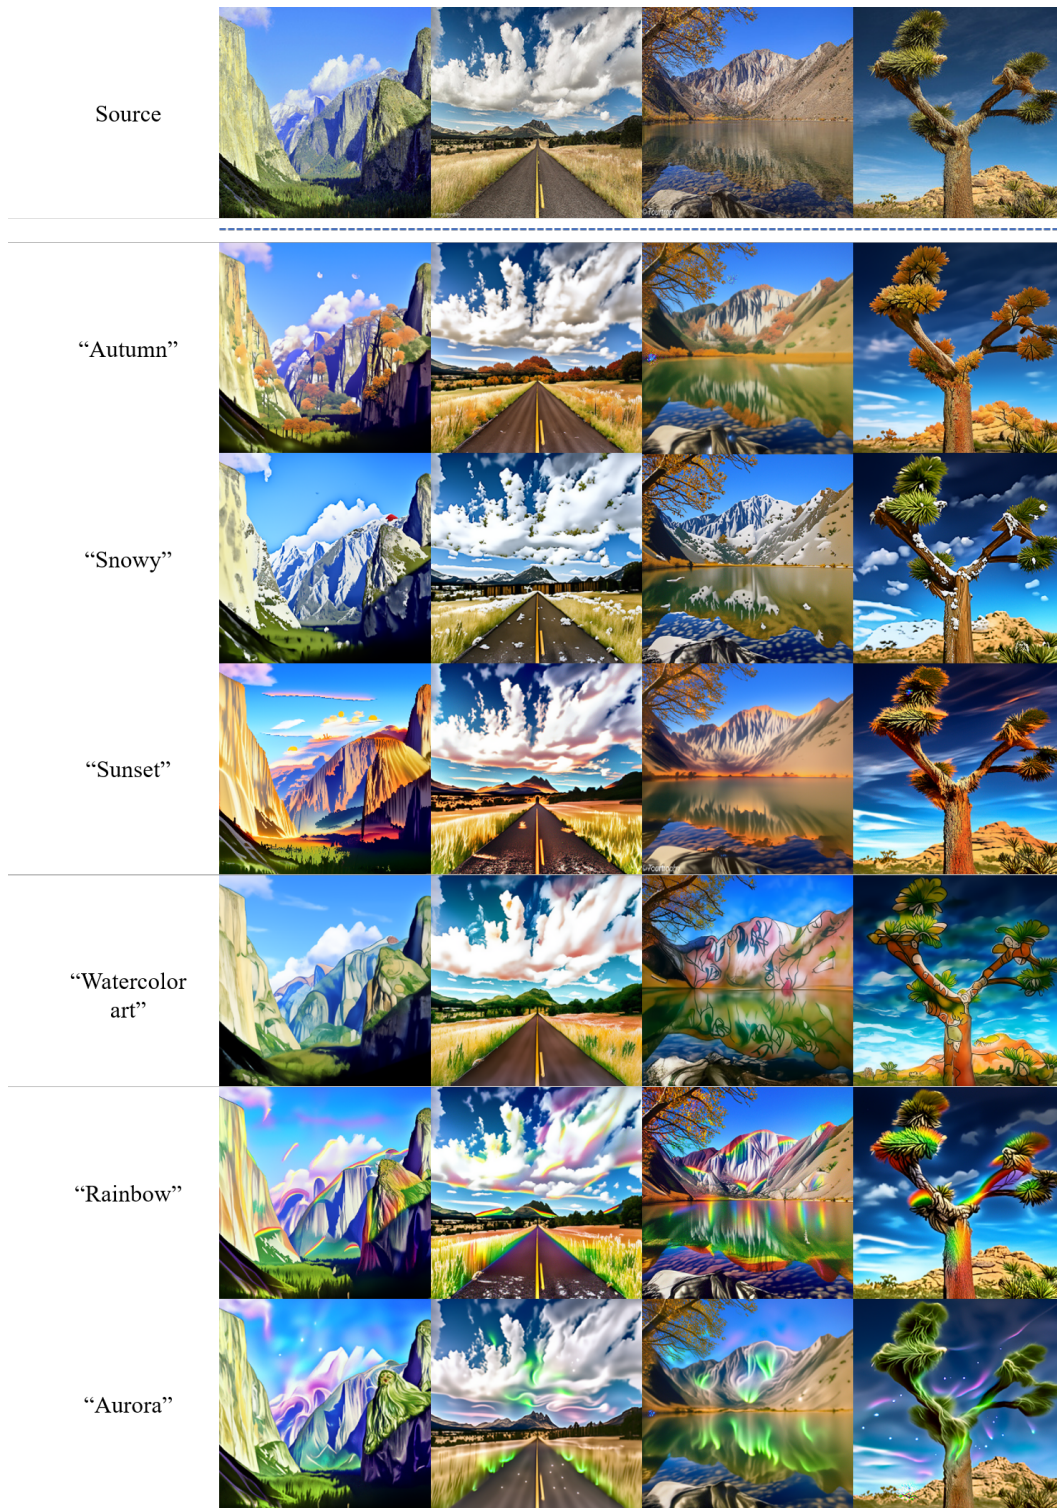 Source
“Autumn”
“Snowy”
“Sunset”
“Watercolor
art”
“Rainbow”
“Aurora”